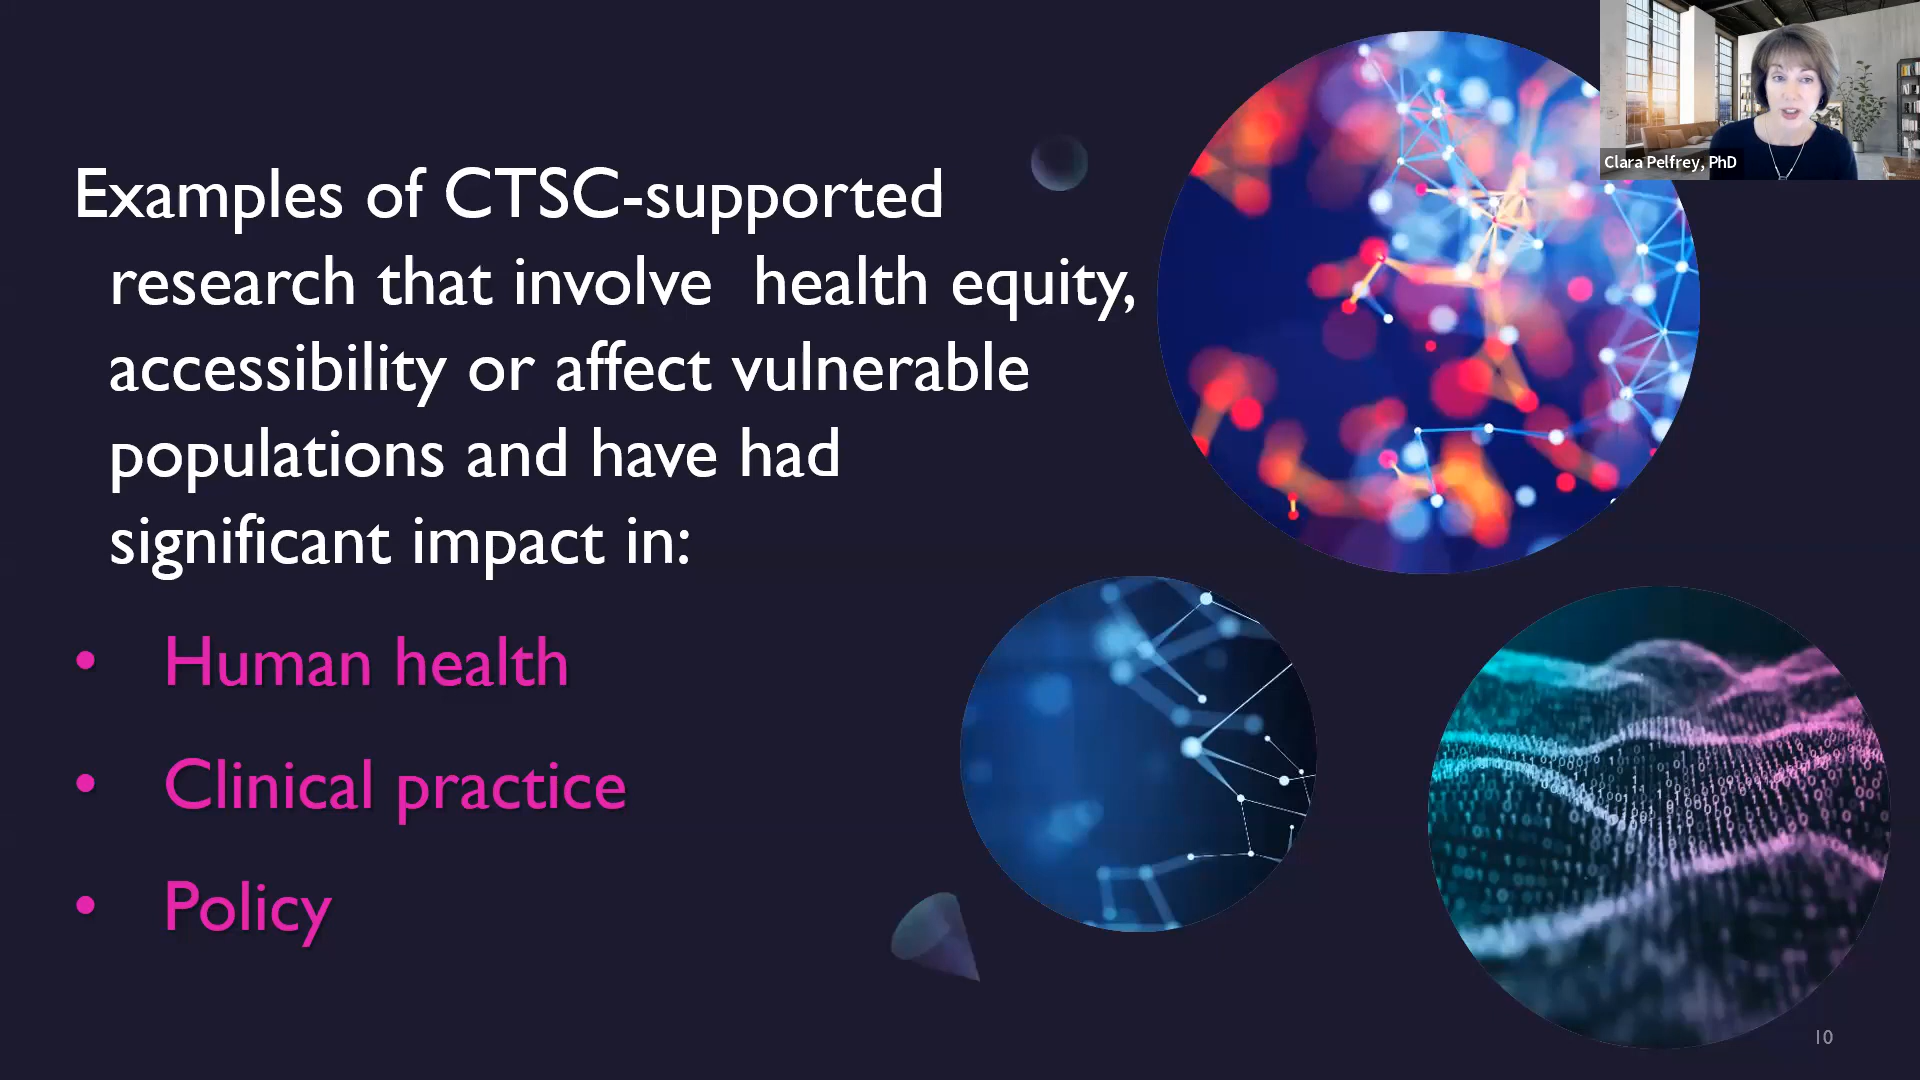 Clara Pelfrey, PhD
Examples of CTSC-supported
research that involve  health equity,
accessibility or affect vulnerable
populations and have had
significant impact in:
• Human health
• Clinical practice
• Policy
10